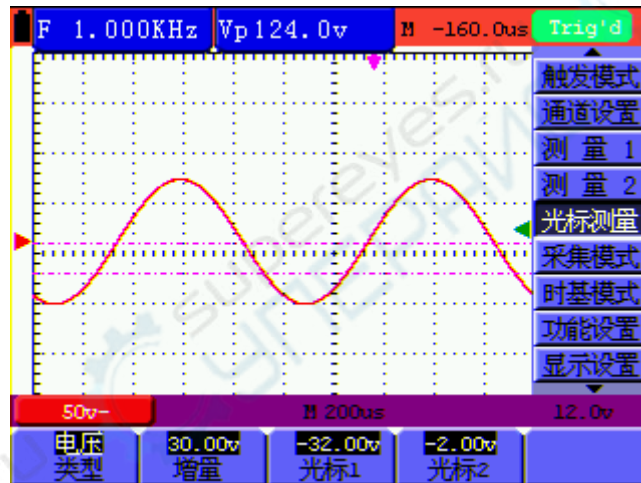 F 1.000KHz Vp124.0v M -160.0us Trig'd
触发模式
通道设置
测 量 1
测 量 2
光标测量
采集模式
时基模式
功能设置
显示设置
50v~ M 200us 12.0v
电压 30.00v -32.00v -2.00v
类型 增量 光标1 光标2
supereyes.ru